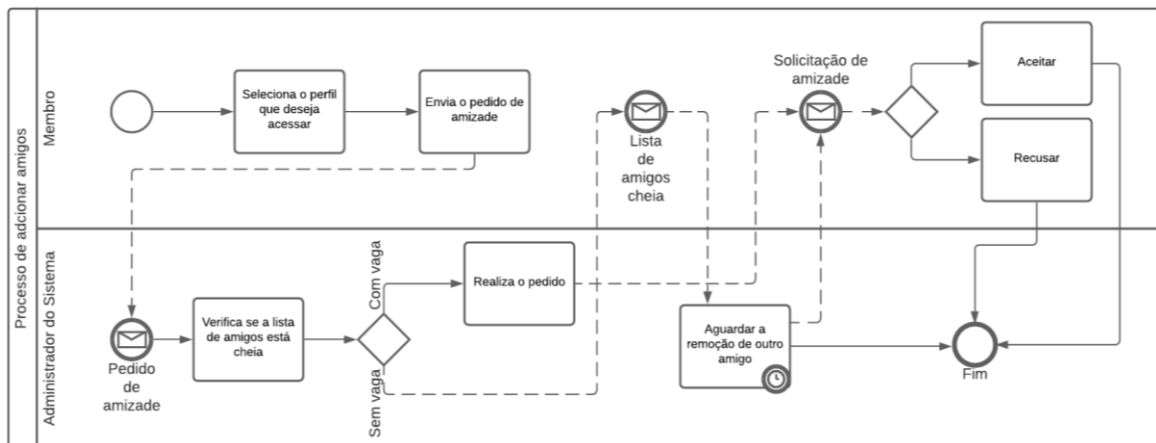 Processo de adcionar amigos
Membro
Seleciona o perfil
que deseja
acessar
Envia o pedido de
amizade
Lista
de
amigos
cheia
Solicitação de
amizade
Aceitar
Recusar
Administrador do Sistema
Pedido
de
amizade
Verifica se a lista
de amigos está
cheia
Com vaga
Sem vaga
Realiza o pedido
Aguardar a
remoção de outro
amigo
Fim